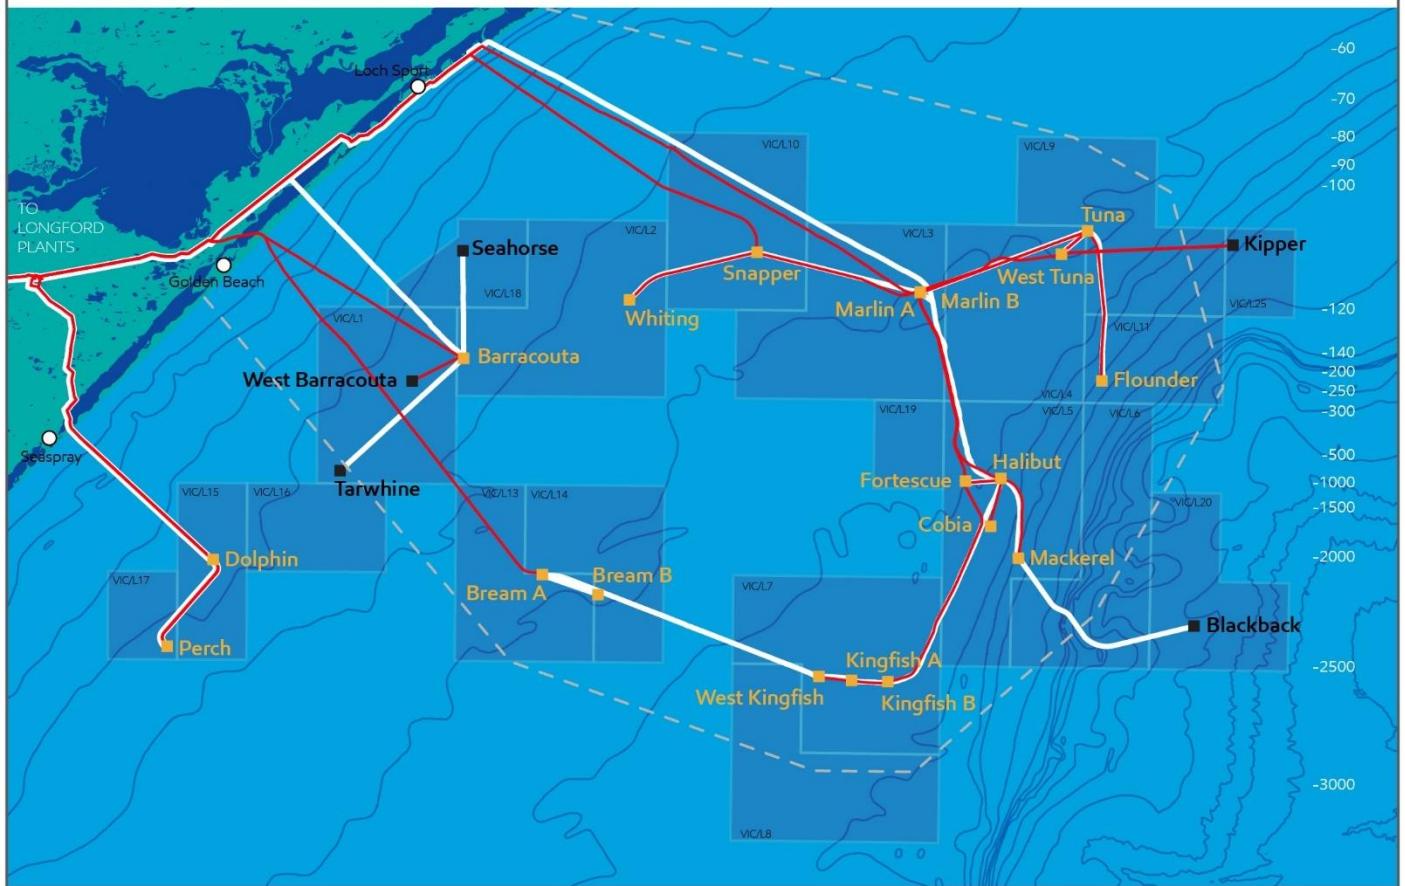 -60
Loch Sport
-70
-80
VIC/L10
VIC/L9
-90
-100
TO
LONGFORD
PLANTS
Tuna
VIC/L2
VIC/L3
Seahorse
Kipper
West Tuna
Snapper
Golden Beach
VIC/L18
Marlin A
Marlin B
VIC/L25
Whiting
-120
VIC/L1
VIC/L11
-140
Barracouta
-200
West Barracouta
Flounder
-250
VIC/L4
-300
VIC/L19
VIC/L5
VIC/L6
Seaspray
-500
Halibut
Tarwhine
Fortescue
-1000
VIC/L15
VIC/L16
VIC/L13
VIC/L14
VIC/L20
-1500
Cobia
-2000
Dolphin
Mackerel
VIC/L17
Bream B
Bream A
VIC/L7
Blackback
Perch
Kingfish A
-2500
West Kingfish
Kingfish B
-3000
VIC/L8